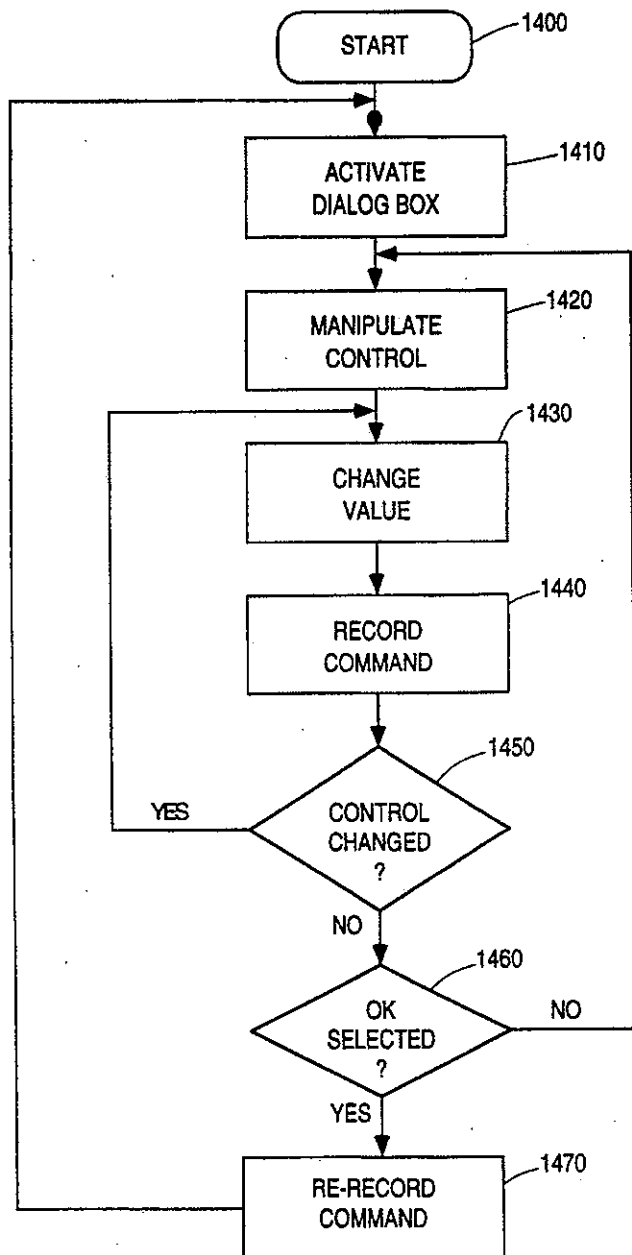 START
1400
ACTIVATE
DIALOG BOX
1410
MANIPULATE
CONTROL
1420
CHANGE
VALUE
1430
RECORD
COMMAND
1440
CONTROL
CHANGED
?
1450
YES
NO
OK
SELECTED
?
1460
NO
YES
RE-RECORD
COMMAND
1470